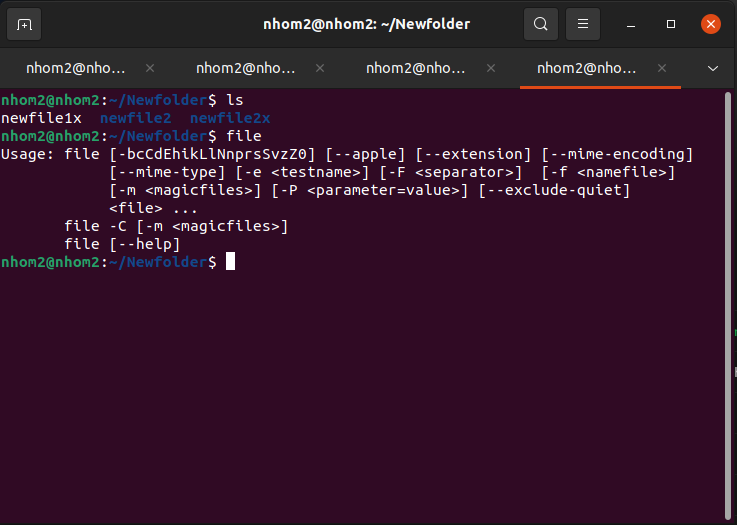 nhom2@nhom2: ~/Newfolder
nhom2@nho... × nhom2@nho... × nhom2@nho... × nhom2@nho... ×
nhom2@nhom2:~/Newfolder$ ls
newfile1x  newfile2  newfile2x
nhom2@nhom2:~/Newfolder$ file
Usage: file [-bcCdEhikLlNnprsSvzZ0] [--apple] [--extension] [--mime-encoding]
            [--mime-type] [-e <testname>] [-F <separator>]  [-f <namefile>]
            [-m <magicfiles>] [-P <parameter=value>] [--exclude-quiet]
            <file> ...
       file -C [-m <magicfiles>]
       file [--help]
nhom2@nhom2:~/Newfolder$